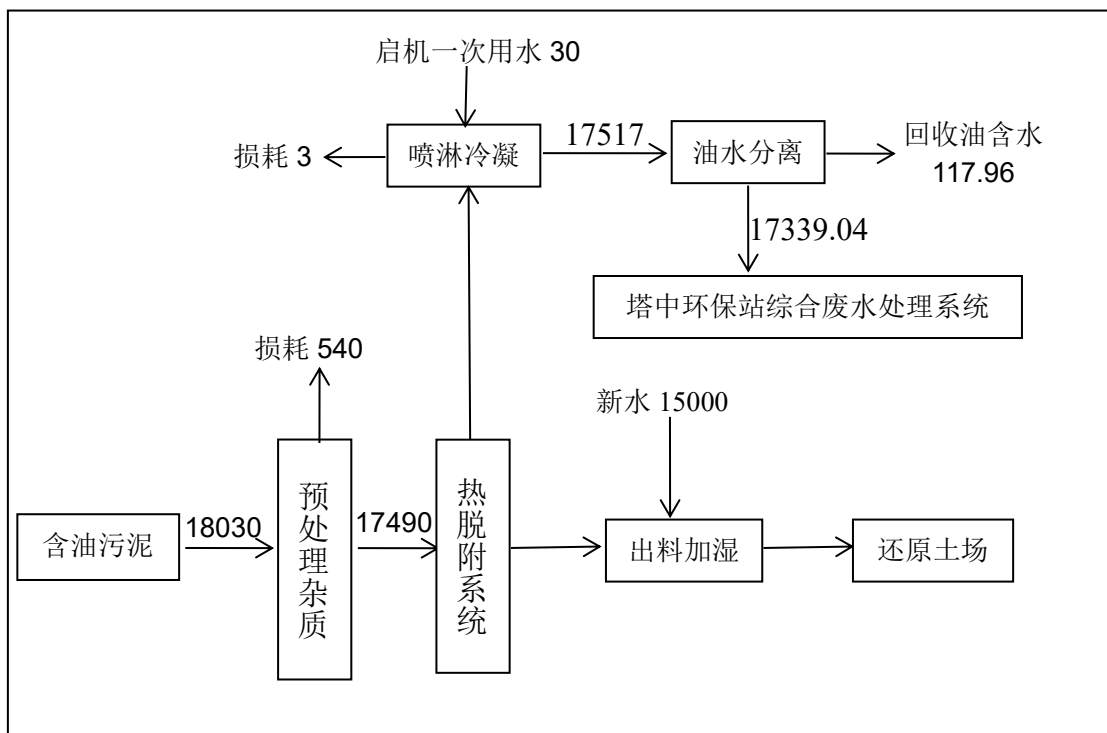 启机一次用水 30
损耗 3
喷淋冷凝
17517
油水分离
回收油含水
117.96
17339.04
塔中环保站综合废水处理系统
损耗 540
新水 15000
含油污泥
18030
预处理杂质
17490
热脱附系统
出料加湿
还原土场